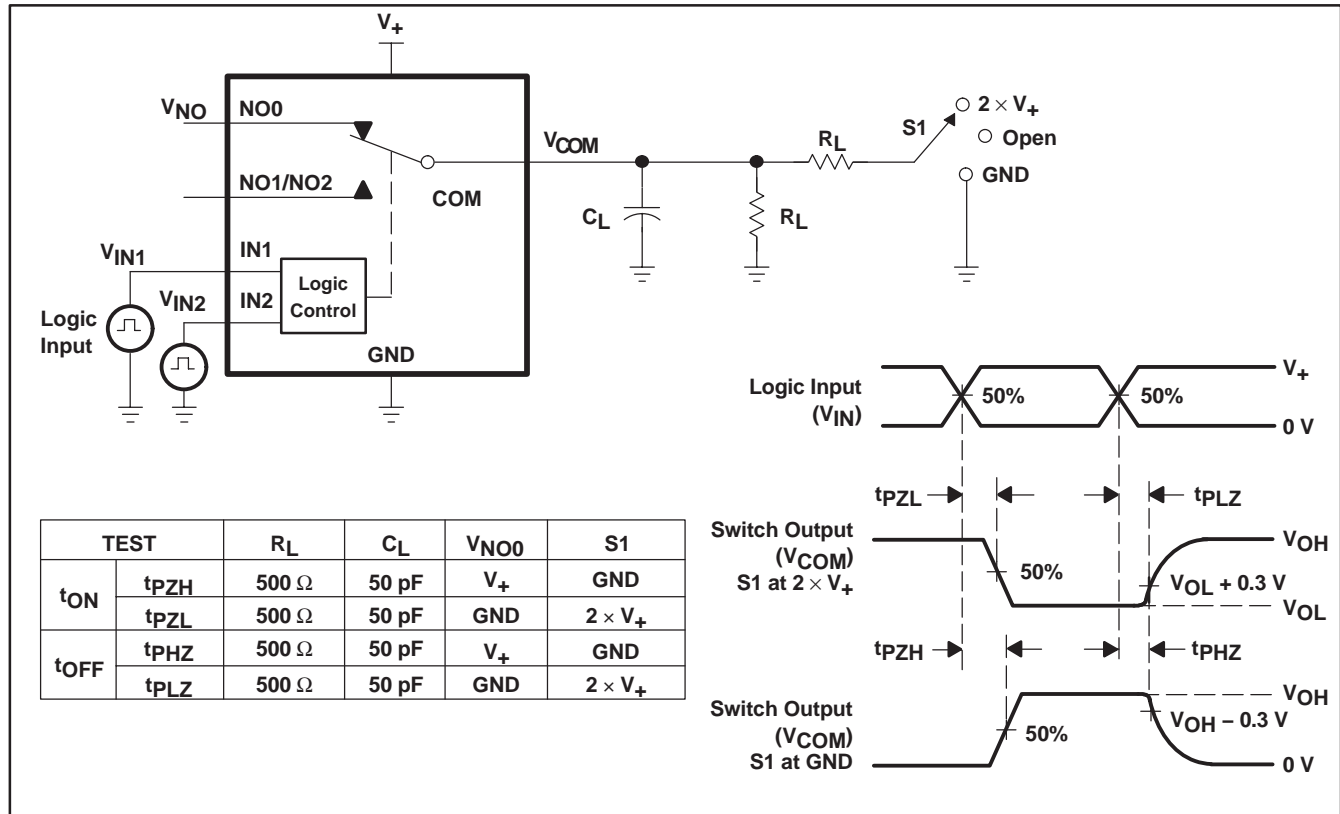 V+
VNO NO0
VCOM
NO1/NO2
COM
VIN1 IN1
VIN2 IN2
Logic
Control
Logic
Input
GND
CL
RL
RL
S1
2 × V+
Open
GND
Logic Input
(VIN)
50%
50%
V+
0 V
tPZL
tPLZ
Switch Output
(VCOM)
S1 at 2 × V+
50%
VOH
VOL + 0.3 V
VOL
tPZH
tPHZ
Switch Output
(VCOM)
S1 at GND
50%
VOH
VOH – 0.3 V
0 V
TEST RL CL VNO0 S1
tON tPZH 500 Ω 50 pF V+ GND
tPZL 500 Ω 50 pF GND 2 × V+
tOFF tPHZ 500 Ω 50 pF V+ GND
tPLZ 500 Ω 50 pF GND 2 × V+